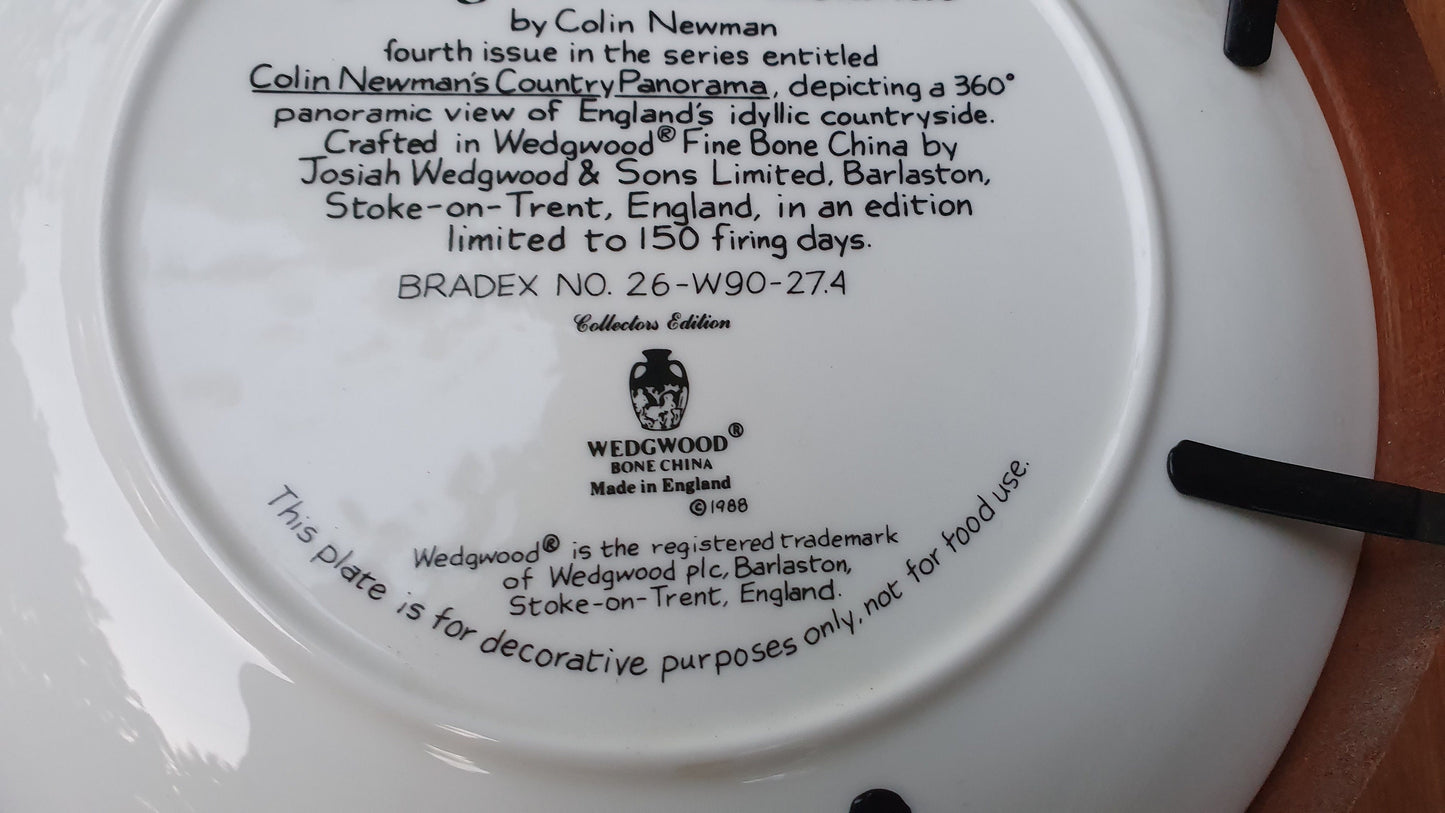 by Colin Newman
fourth issue in the series entitled
Colin Newman's Country Panorama, depicting a 360°
panoramic view of England's idyllic countryside.
Crafted in Wedgwood® Fine Bone China by
Josiah Wedgwood & Sons Limited, Barlaston,
Stoke-on-Trent, England, in an edition
limited to 150 firing days.
BRADEX NO. 26-W90-27.4
Collectors Edition
WEDGWOOD®
BONE CHINA
Made in England
©1988
Wedgwood® is the registered trademark
of Wedgwood plc, Barlaston,
Stoke-on-Trent, England.
This plate is for decorative purposes only, not for food use.